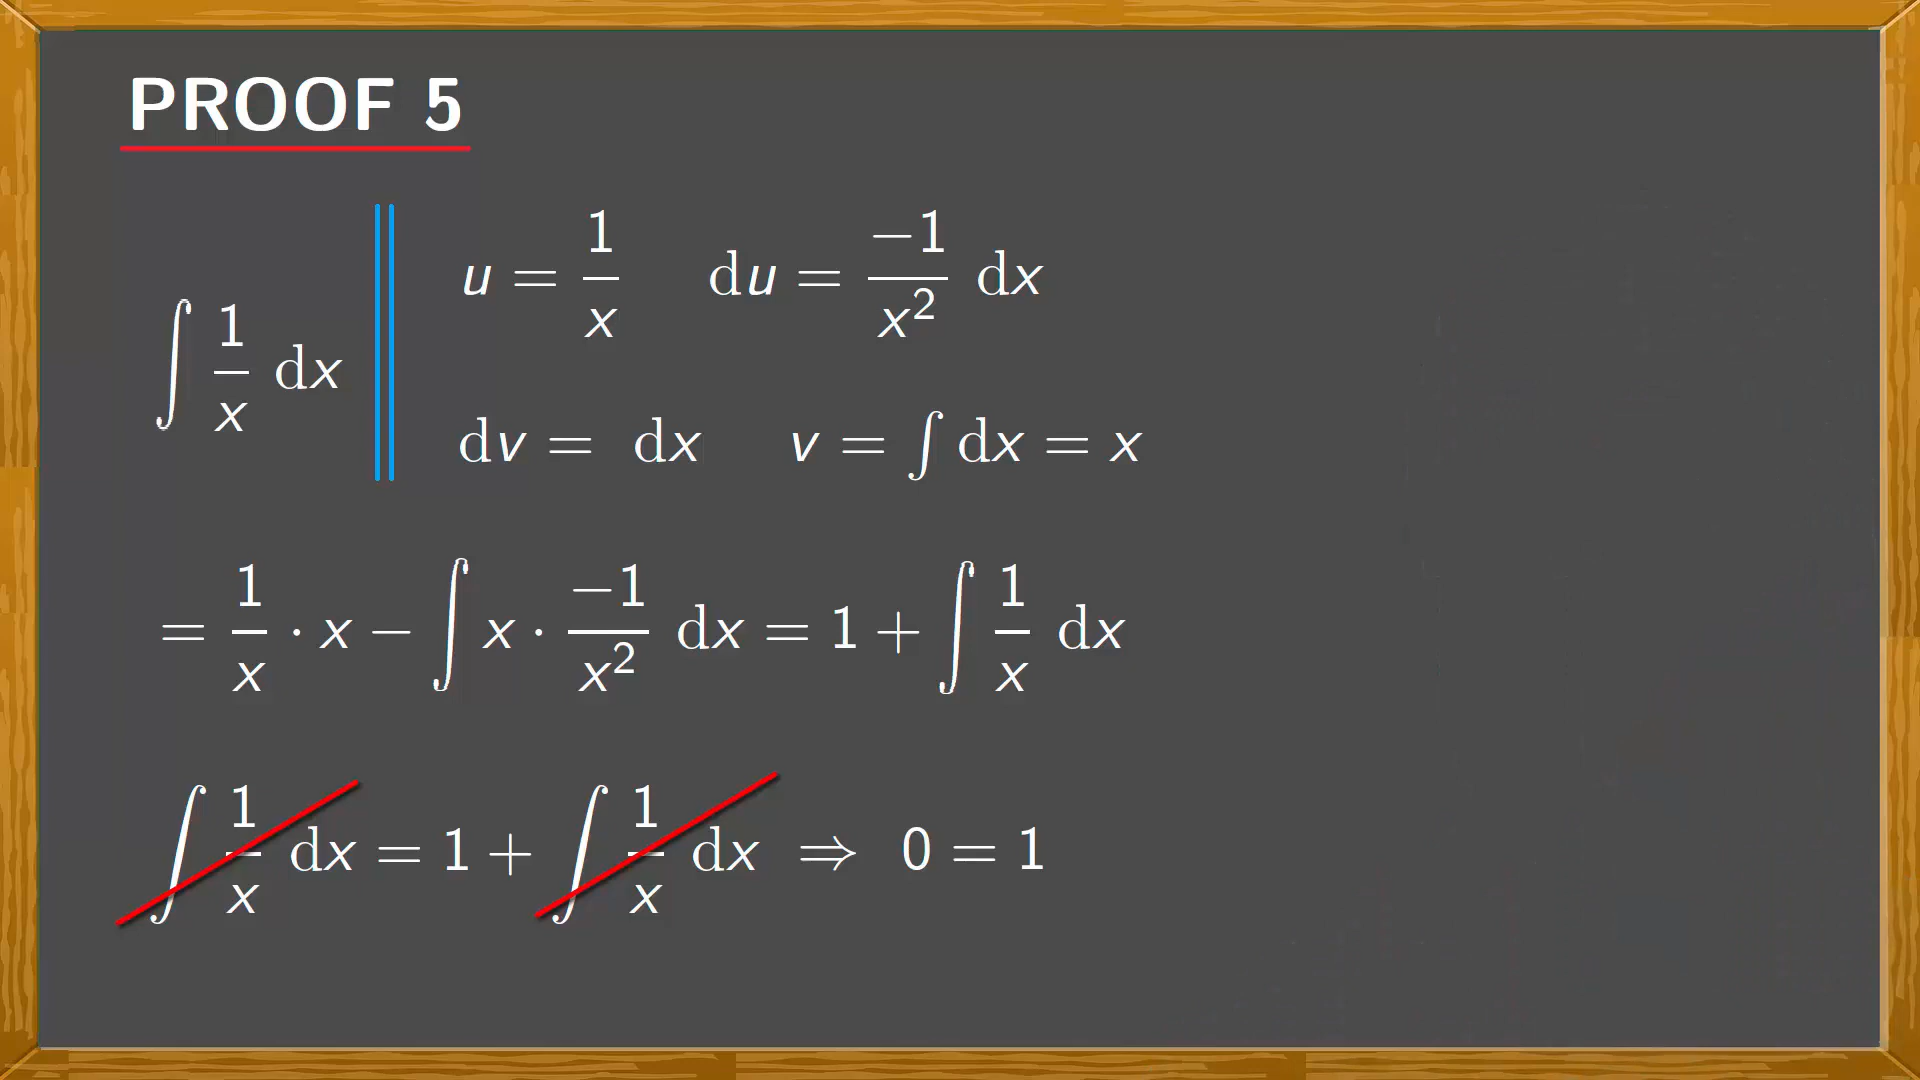 PROOF 5
∫ 1/x dx ‖ u = 1/x du = −1/x² dx
dv = dx v = ∫ dx = x
= 1/x · x − ∫ x · −1/x² dx = 1 + ∫ 1/x dx
∫ 1/x dx = 1 + ∫ 1/x dx ⇒ 0 = 1